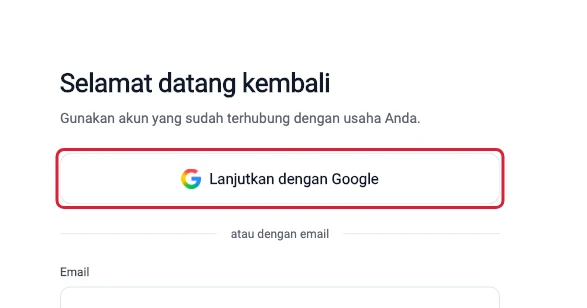 Selamat datang kembali
Gunakan akun yang sudah terhubung dengan usaha Anda.
Lanjutkan dengan Google
atau dengan email
Email